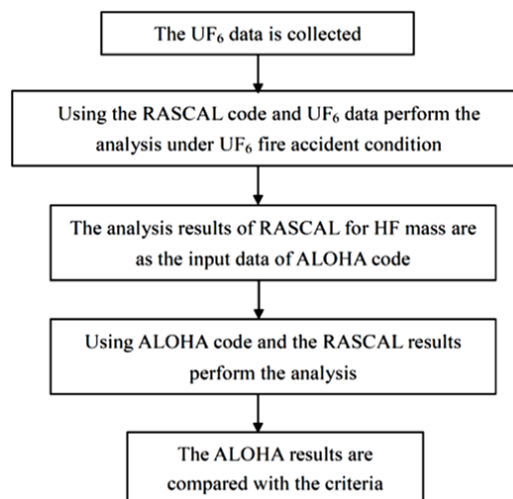 The UF₆ data is collected
Using the RASCAL code and UF₆ data perform the
analysis under UF₆ fire accident condition
The analysis results of RASCAL for HF mass are
as the input data of ALOHA code
Using ALOHA code and the RASCAL results
perform the analysis
The ALOHA results are
compared with the criteria